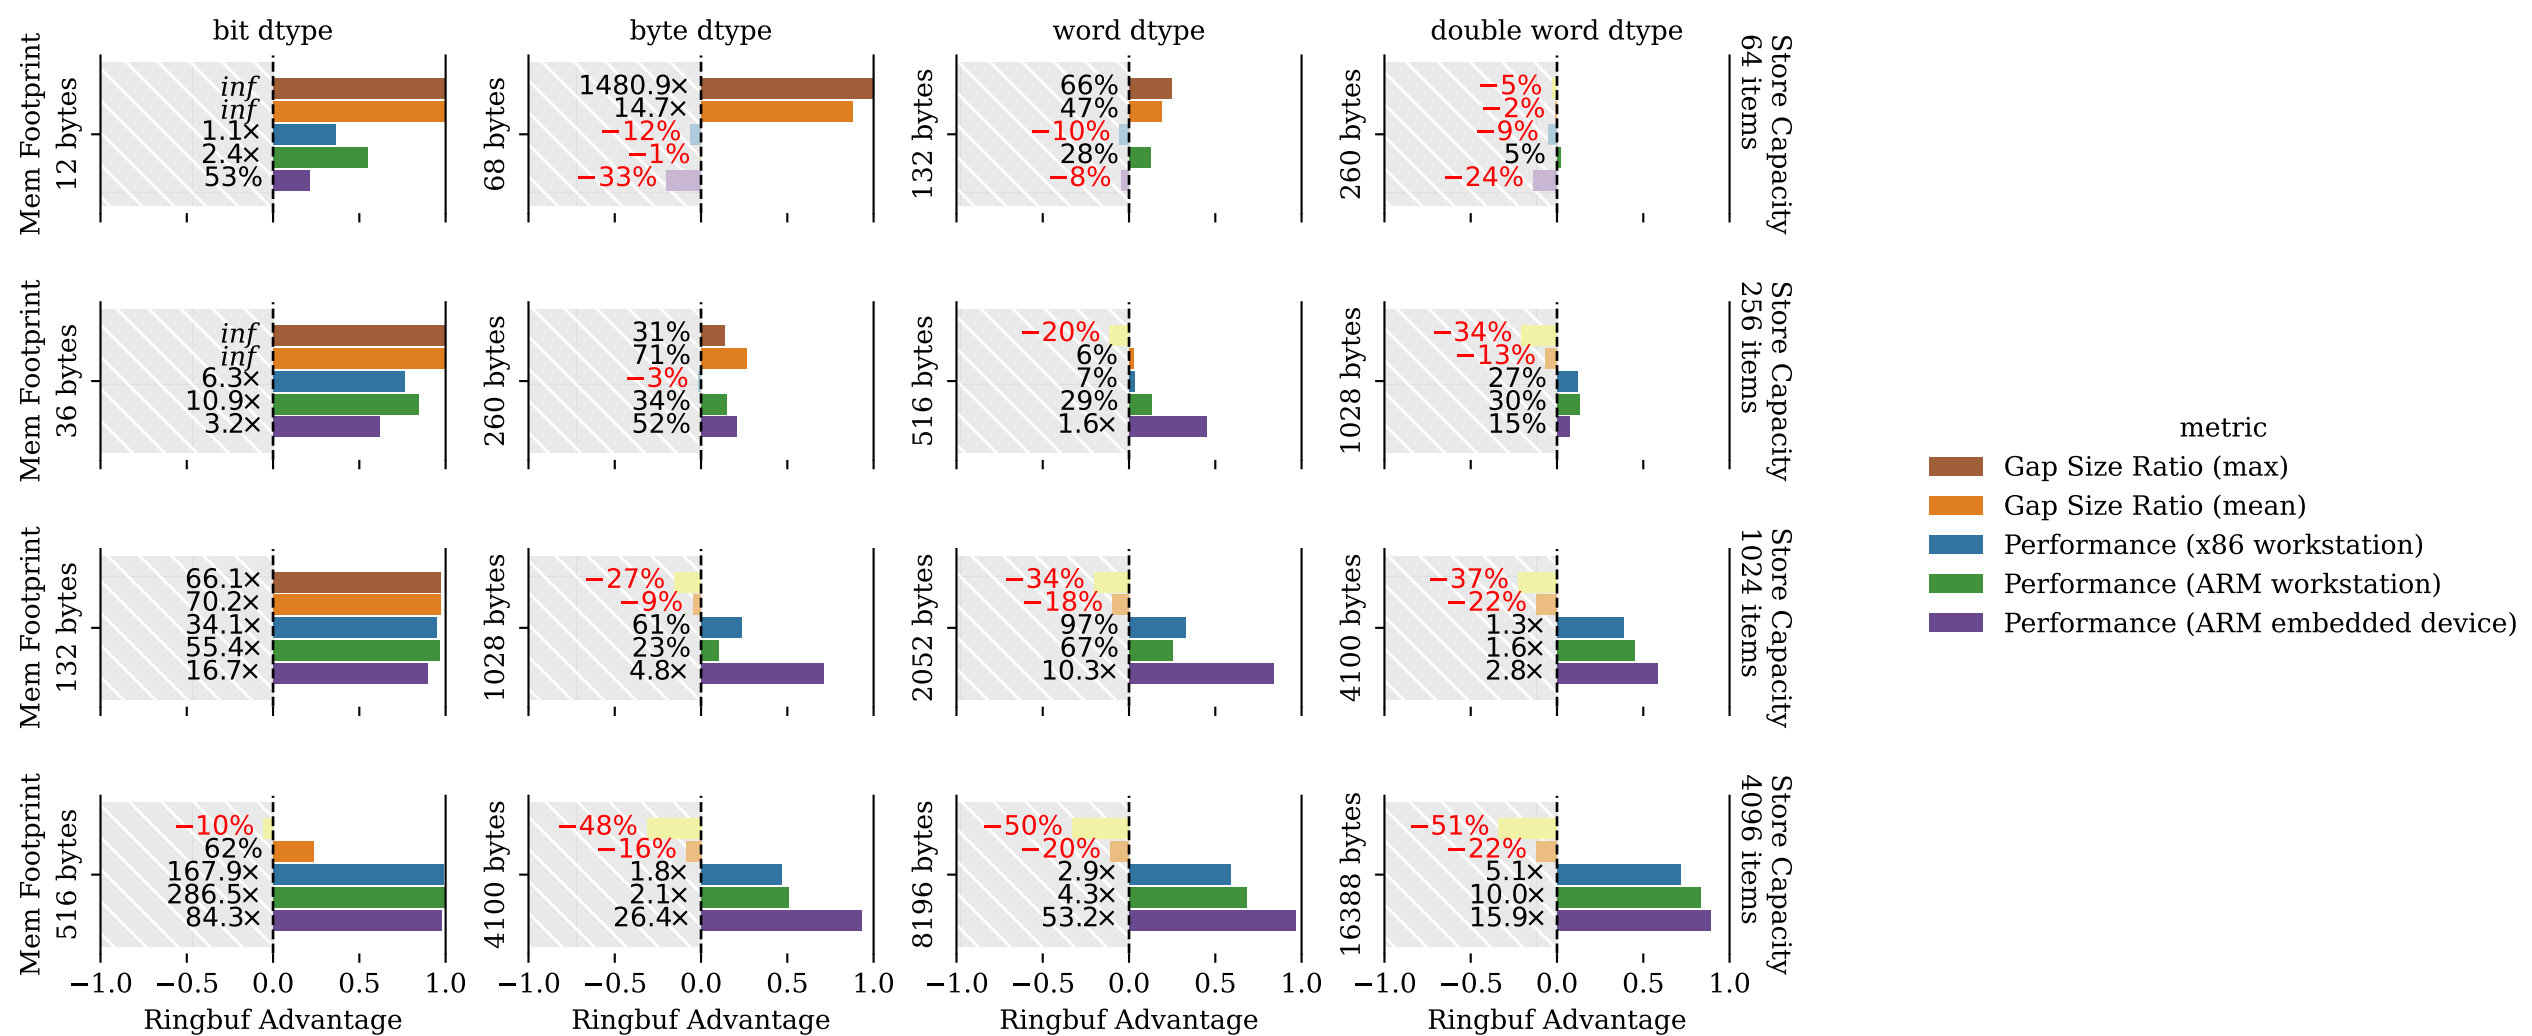 bit dtype
byte dtype
word dtype
double word dtype
Mem Footprint
12 bytes
inf
inf
1.1×
2.4×
53%
68 bytes
1480.9×
14.7×
−12%
−1%
−33%
132 bytes
66%
47%
−10%
28%
−8%
260 bytes
−5%
−2%
−9%
5%
−24%
Store Capacity
64 items
Mem Footprint
36 bytes
inf
inf
6.3×
10.9×
3.2×
260 bytes
31%
71%
−3%
34%
52%
516 bytes
−20%
6%
7%
29%
1.6×
1028 bytes
−34%
−13%
27%
30%
15%
Store Capacity
256 items
Mem Footprint
132 bytes
66.1×
70.2×
34.1×
55.4×
16.7×
1028 bytes
−27%
−9%
61%
23%
4.8×
2052 bytes
−34%
−18%
97%
67%
10.3×
4100 bytes
−37%
−22%
1.3×
1.6×
2.8×
Store Capacity
1024 items
Mem Footprint
516 bytes
−10%
62%
167.9×
286.5×
84.3×
4100 bytes
−48%
−16%
1.8×
2.1×
26.4×
8196 bytes
−50%
−20%
2.9×
4.3×
53.2×
16388 bytes
−51%
−22%
5.1×
10.0×
15.9×
Store Capacity
4096 items
−1.0 −0.5 0.0 0.5 1.0
−1.0 −0.5 0.0 0.5 1.0
−1.0 −0.5 0.0 0.5 1.0
−1.0 −0.5 0.0 0.5 1.0
Ringbuf Advantage
Ringbuf Advantage
Ringbuf Advantage
Ringbuf Advantage
metric
Gap Size Ratio (max)
Gap Size Ratio (mean)
Performance (x86 workstation)
Performance (ARM workstation)
Performance (ARM embedded device)